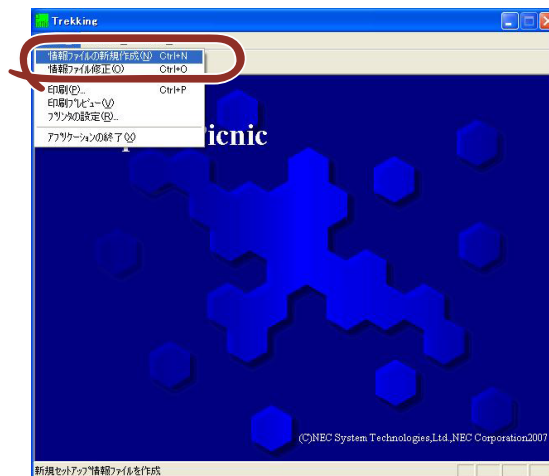 Trekking
情報ファイルの新規作成(N) Ctrl+N
情報ファイル修正(O) Ctrl+O
印刷(P)... Ctrl+P
印刷プレビュー(V)
プリンタの設定(R)...
アプリケーションの終了(X)
icnic
(C)NEC System Technologies,Ltd.,NEC Corporation2007
新規セットアップ情報ファイルを作成